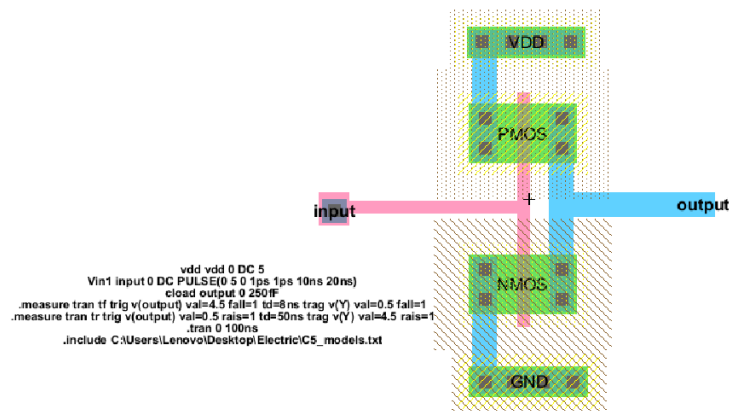 VDD
PMOS
input
output
vdd vdd 0 DC 5
Vin1 input 0 DC PULSE(0 5 0 1ps 1ps 10ns 20ns)
cload output 0 250fF
.measure tran tf trig v(output) val=4.5 fall=1 td=8ns trag v(Y) val=0.5 fall=1
.measure tran tr trig v(output) val=0.5 rais=1 td=50ns trag v(Y) val=4.5 rais=1
.tran 0 100ns
.include C:\Users\Lenovo\Desktop\Electric\C5_models.txt
NMOS
GND